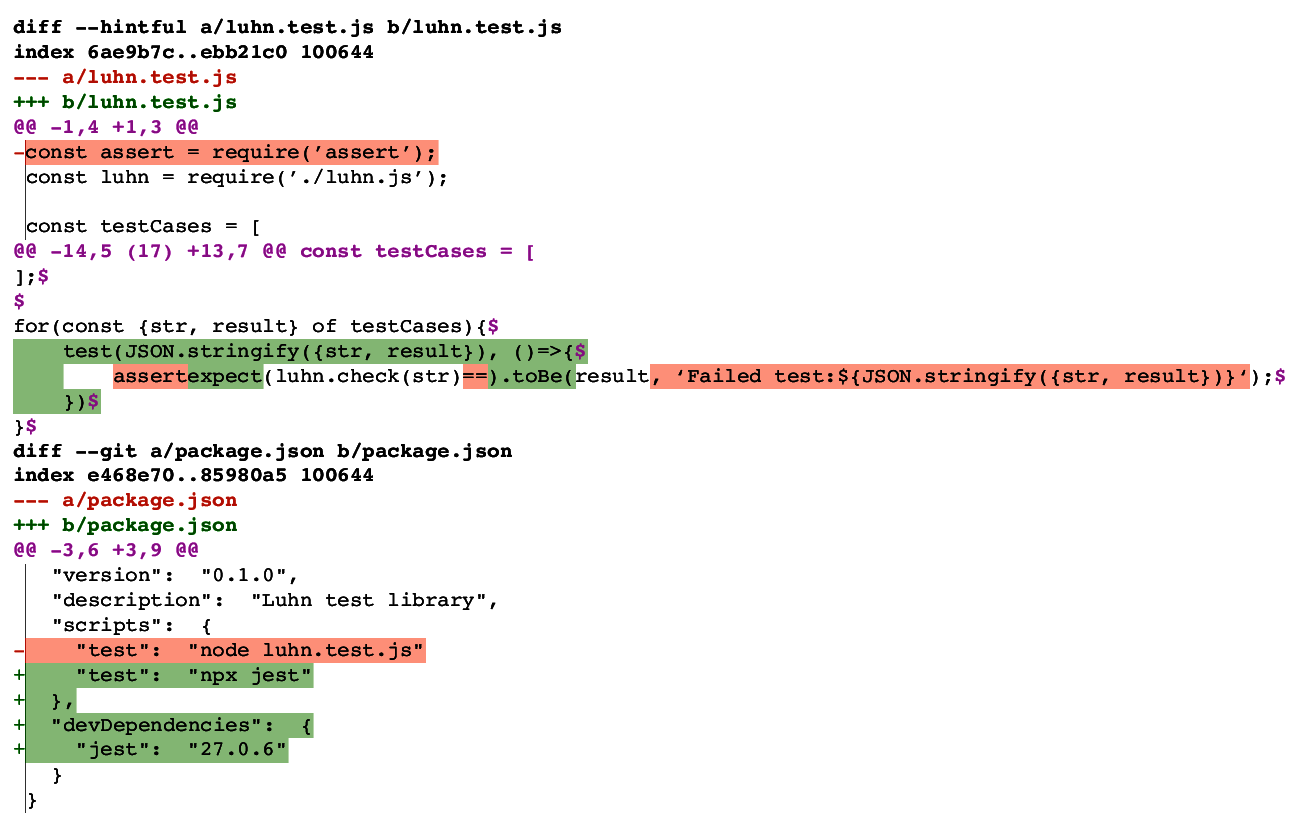 diff --hintful a/luhn.test.js b/luhn.test.js
index 6ae9b7c..ebb21c0 100644
--- a/luhn.test.js
+++ b/luhn.test.js
@@ -1,4 +1,3 @@
-const assert = require(’assert’);
const luhn = require(’./luhn.js’);
const testCases = [
@@ -14,5 (17) +13,7 @@ const testCases = [
];$
$
for(const {str, result} of testCases){$
    test(JSON.stringify({str, result}), ()=>{$
        assertexpect(luhn.check(str)==).toBe(result, ‘Failed test:${JSON.stringify({str, result})}‘);$
    })$
}$
diff --git a/package.json b/package.json
index e468e70..85980a5 100644
--- a/package.json
+++ b/package.json
@@ -3,6 +3,9 @@
  "version":  "0.1.0",
  "description":  "Luhn test library",
  "scripts":  {
-    "test":  "node luhn.test.js"
+    "test":  "npx jest"
+  },
+  "devDependencies":  {
+    "jest":  "27.0.6"
  }
}